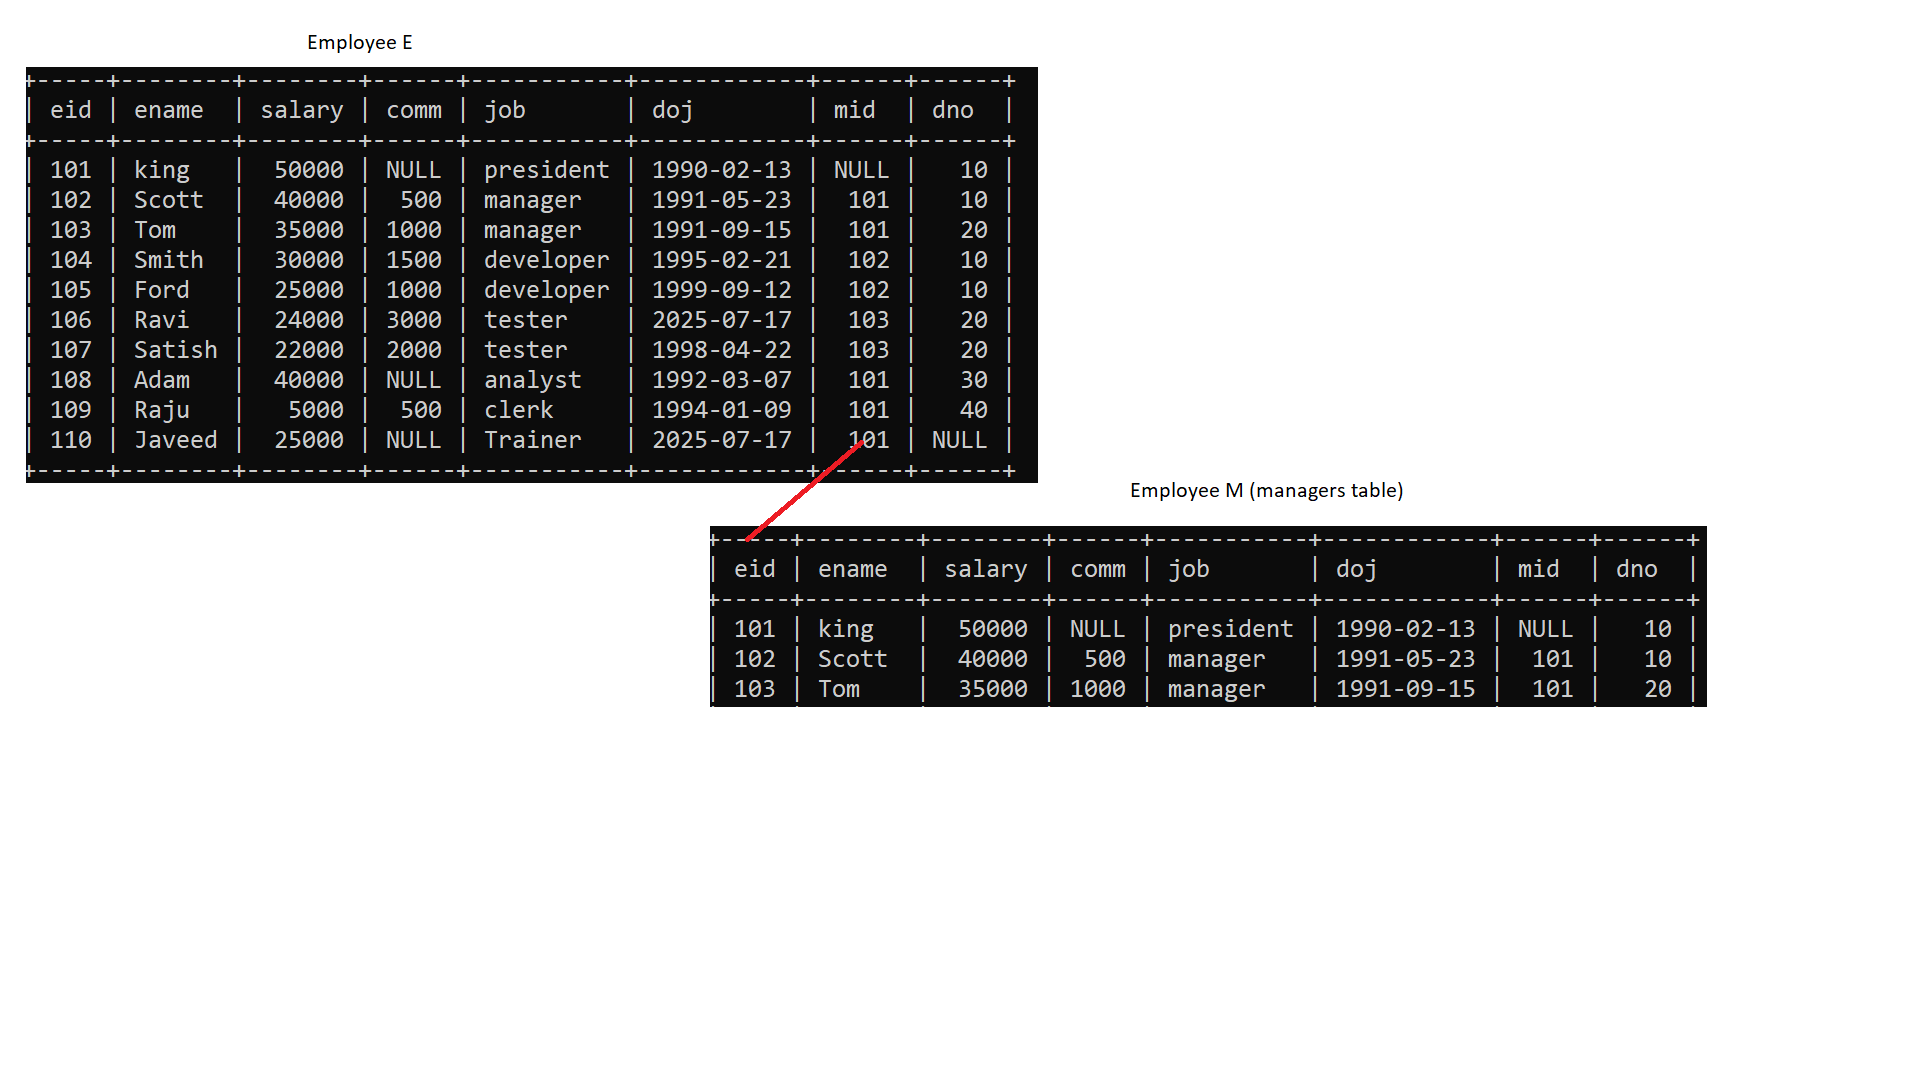 Employee E
+-----+--------+--------+------+-----------+------------+------+------+
| eid | ename  | salary | comm | job       | doj        | mid  | dno  |
+-----+--------+--------+------+-----------+------------+------+------+
| 101 | king   |  50000 | NULL | president | 1990-02-13 | NULL |   10 |
| 102 | Scott  |  40000 |  500 | manager   | 1991-05-23 |  101 |   10 |
| 103 | Tom    |  35000 | 1000 | manager   | 1991-09-15 |  101 |   20 |
| 104 | Smith  |  30000 | 1500 | developer | 1995-02-21 |  102 |   10 |
| 105 | Ford   |  25000 | 1000 | developer | 1999-09-12 |  102 |   10 |
| 106 | Ravi   |  24000 | 3000 | tester    | 2025-07-17 |  103 |   20 |
| 107 | Satish |  22000 | 2000 | tester    | 1998-04-22 |  103 |   20 |
| 108 | Adam   |  40000 | NULL | analyst   | 1992-03-07 |  101 |   30 |
| 109 | Raju   |   5000 |  500 | clerk     | 1994-01-09 |  101 |   40 |
| 110 | Javeed |  25000 | NULL | Trainer   | 2025-07-17 |  101 | NULL |
+-----+--------+--------+------+-----------+------------+------+------+
Employee M (managers table)
+-----+--------+--------+------+-----------+------------+------+------+
| eid | ename  | salary | comm | job       | doj        | mid  | dno  |
+-----+--------+--------+------+-----------+------------+------+------+
| 101 | king   |  50000 | NULL | president | 1990-02-13 | NULL |   10 |
| 102 | Scott  |  40000 |  500 | manager   | 1991-05-23 |  101 |   10 |
| 103 | Tom    |  35000 | 1000 | manager   | 1991-09-15 |  101 |   20 |